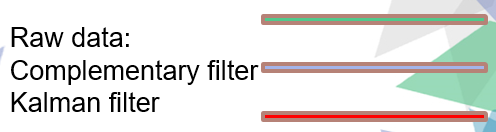 Raw data:
Complementary filter
Kalman filter